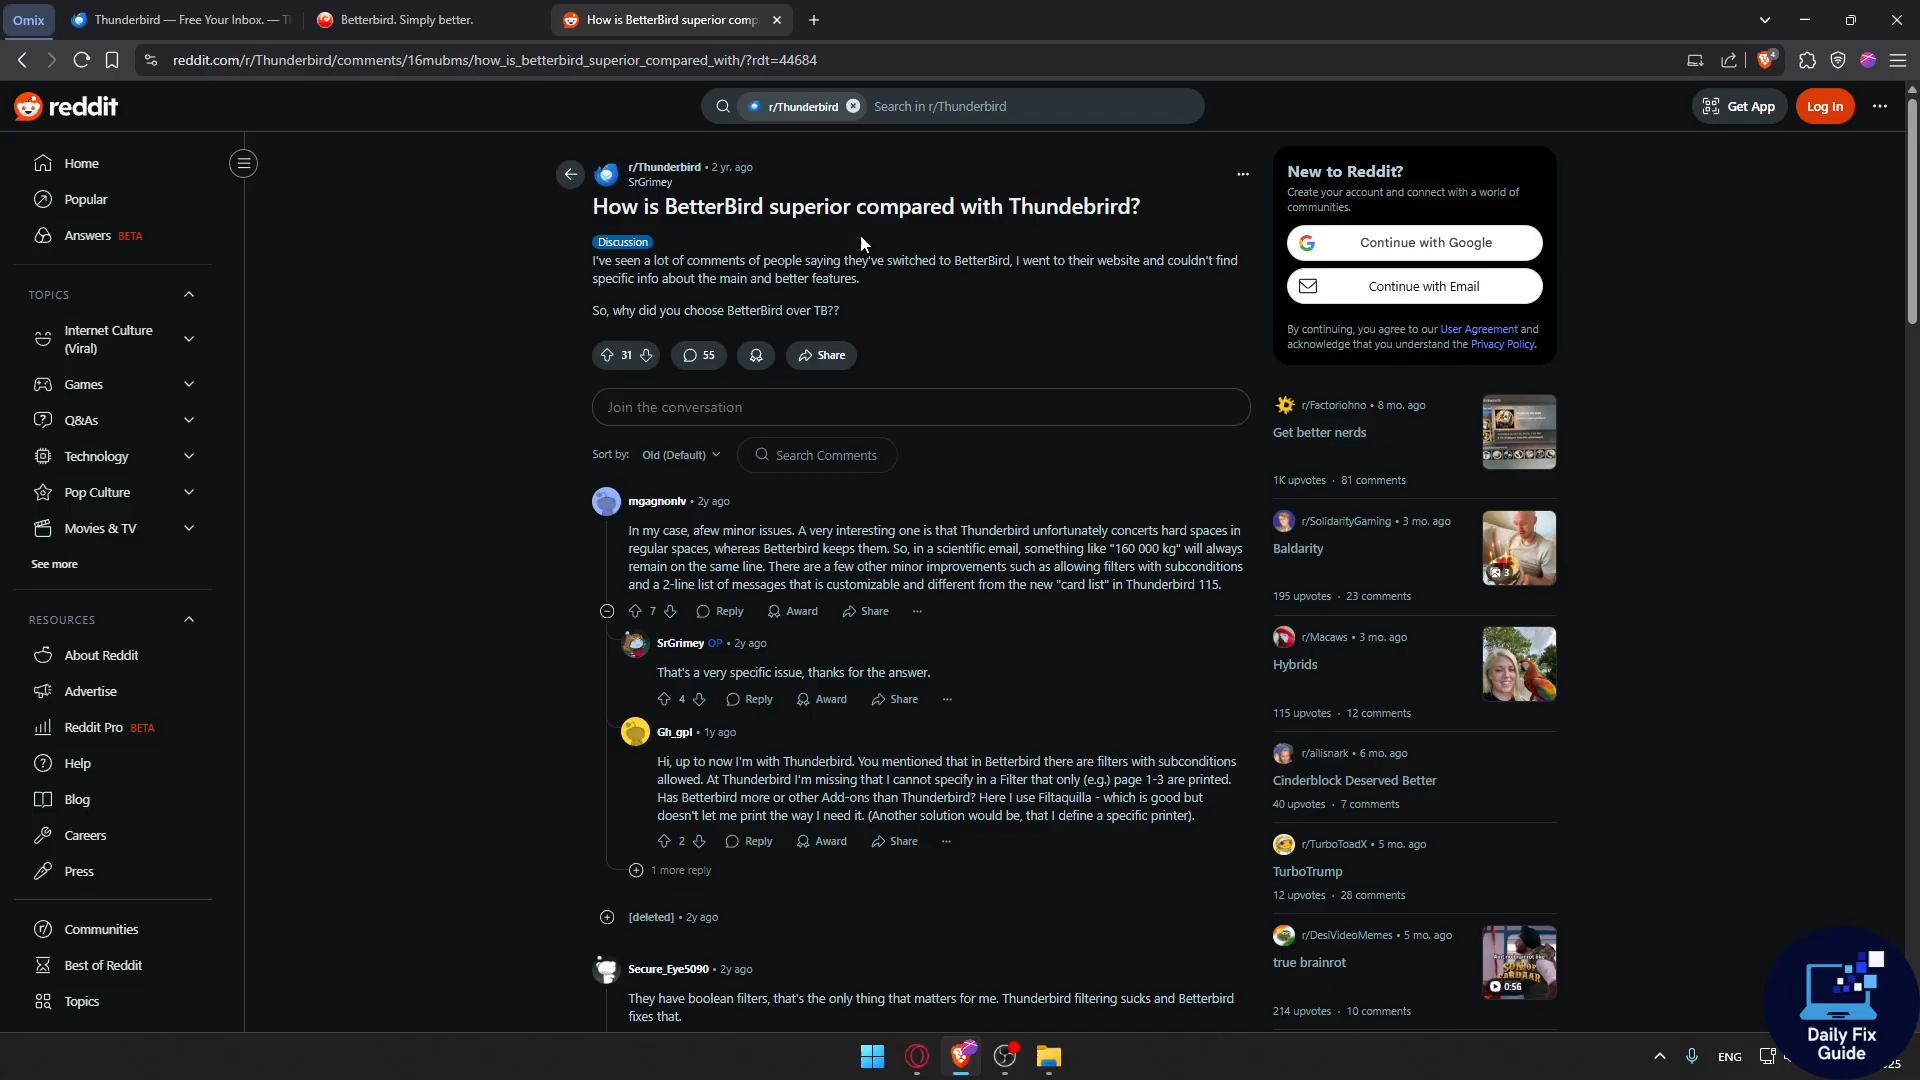 Omix
Thunderbird — Free Your Inbox. — T
Betterbird. Simply better.
How is BetterBird superior comp
reddit.com/r/Thunderbird/comments/16mubms/how_is_betterbird_superior_compared_with/?rdt=44684
4
reddit
r/Thunderbird
Search in r/Thunderbird
Get App
Log In
Home
Popular
Answers BETA
TOPICS
Internet Culture
(Viral)
Games
Q&As
Technology
Pop Culture
Movies & TV
See more
RESOURCES
About Reddit
Advertise
Reddit Pro BETA
Help
Blog
Careers
Press
Communities
Best of Reddit
Topics
r/Thunderbird • 2 yr. ago
SrGrimey
How is BetterBird superior compared with Thundebrird?
Discussion
I've seen a lot of comments of people saying they've switched to BetterBird, I went to their website and couldn't find
specific info about the main and better features.
So, why did you choose BetterBird over TB??
31
55
Share
Join the conversation
Sort by: Old (Default)
Search Comments
mgagnonlv • 2y ago
In my case, afew minor issues. A very interesting one is that Thunderbird unfortunately concerts hard spaces in
regular spaces, whereas Betterbird keeps them. So, in a scientific email, something like "160 000 kg" will always
remain on the same line. There are a few other minor improvements such as allowing filters with subconditions
and a 2-line list of messages that is customizable and different from the new "card list" in Thunderbird 115.
7 Reply Award Share
SrGrimey OP • 2y ago
That's a very specific issue, thanks for the answer.
4 Reply Award Share
Gh_gpl • 1y ago
Hi, up to now I'm with Thunderbird. You mentioned that in Betterbird there are filters with subconditions
allowed. At Thunderbird I'm missing that I cannot specify in a Filter that only (e.g.) page 1-3 are printed.
Has Betterbird more or other Add-ons than Thunderbird? Here I use Filtaquilla - which is good but
doesn't let me print the way I need it. (Another solution would be, that I define a specific printer).
2 Reply Award Share
1 more reply
[deleted] • 2y ago
Secure_Eye5090 • 2y ago
They have boolean filters, that's the only thing that matters for me. Thunderbird filtering sucks and Betterbird
fixes that.
New to Reddit?
Create your account and connect with a world of
communities.
Continue with Google
Continue with Email
By continuing, you agree to our User Agreement and
acknowledge that you understand the Privacy Policy.
r/Factoriohno • 8 mo. ago
Get better nerds
1K upvotes · 81 comments
r/SolidarityGaming • 3 mo. ago
Baldarity
3
195 upvotes · 23 comments
r/Macaws • 3 mo. ago
Hybrids
115 upvotes · 12 comments
r/ailisnark • 6 mo. ago
Cinderblock Deserved Better
40 upvotes · 7 comments
r/TurboToadX • 5 mo. ago
TurboTrump
12 upvotes · 28 comments
r/DesiVideoMemes • 5 mo. ago
true brainrot
0:56
214 upvotes · 10 comments
Daily Fix
Guide
ENG